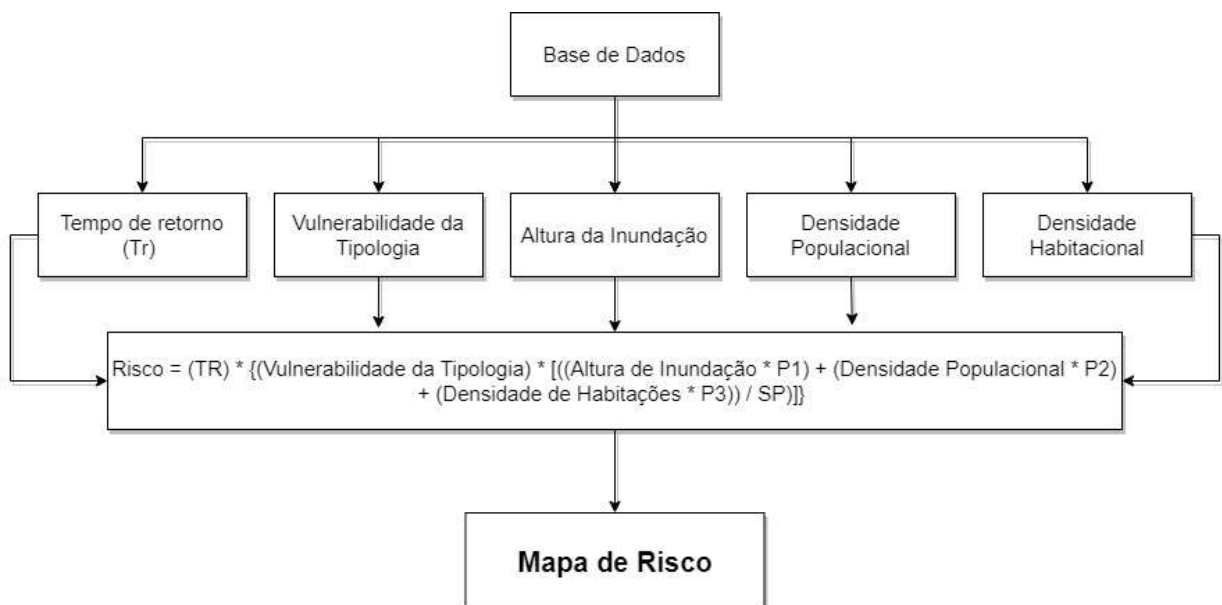 Base de Dados
Tempo de retorno
(Tr)
Vulnerabilidade da
Tipologia
Altura da Inundação
Densidade
Populacional
Densidade
Habitacional
Risco = (TR) * {(Vulnerabilidade da Tipologia) * [((Altura de Inundação * P1) + (Densidade Populacional * P2)
+ (Densidade de Habitações * P3)) / SP)]}
Mapa de Risco